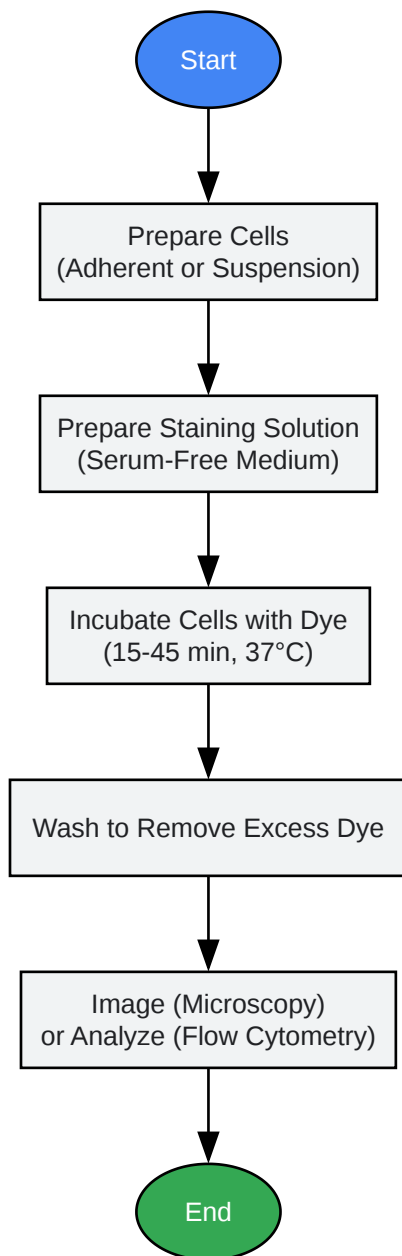 Start
Prepare Cells
(Adherent or Suspension)
Prepare Staining Solution
(Serum-Free Medium)
Incubate Cells with Dye
(15-45 min, 37°C)
Wash to Remove Excess Dye
Image (Microscopy)
or Analyze (Flow Cytometry)
End